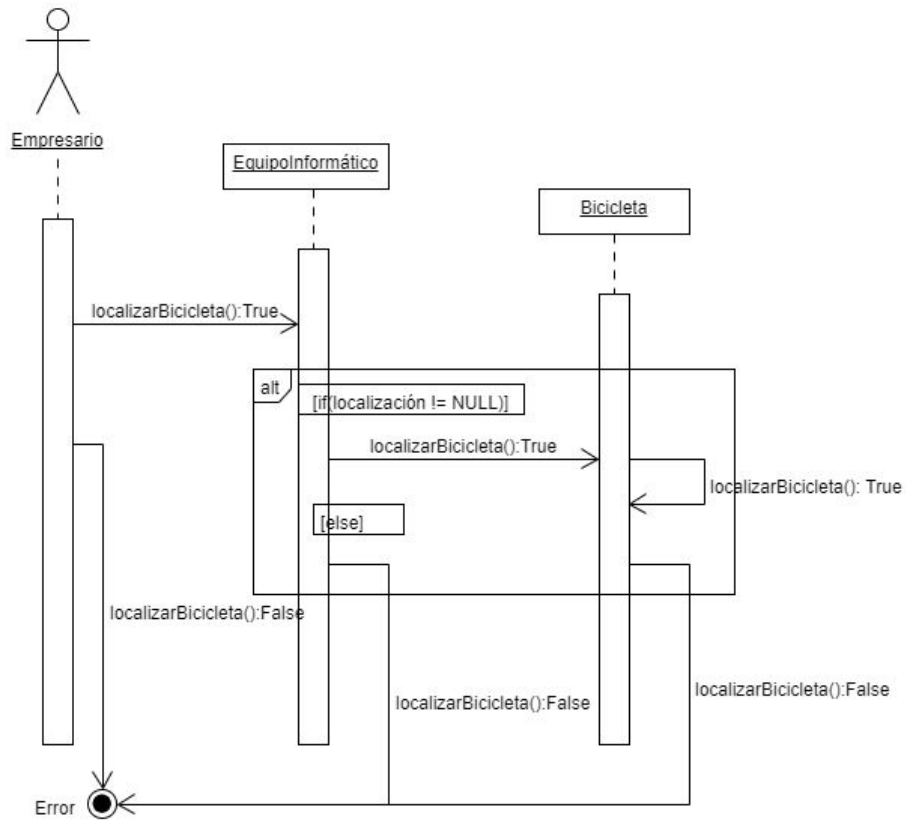 Empresario
EquipoInformático
Bicicleta
localizarBicicleta():True
alt
[if(localización != NULL)]
localizarBicicleta():True
localizarBicicleta(): True
[else]
localizarBicicleta():False
localizarBicicleta():False
localizarBicicleta():False
Error